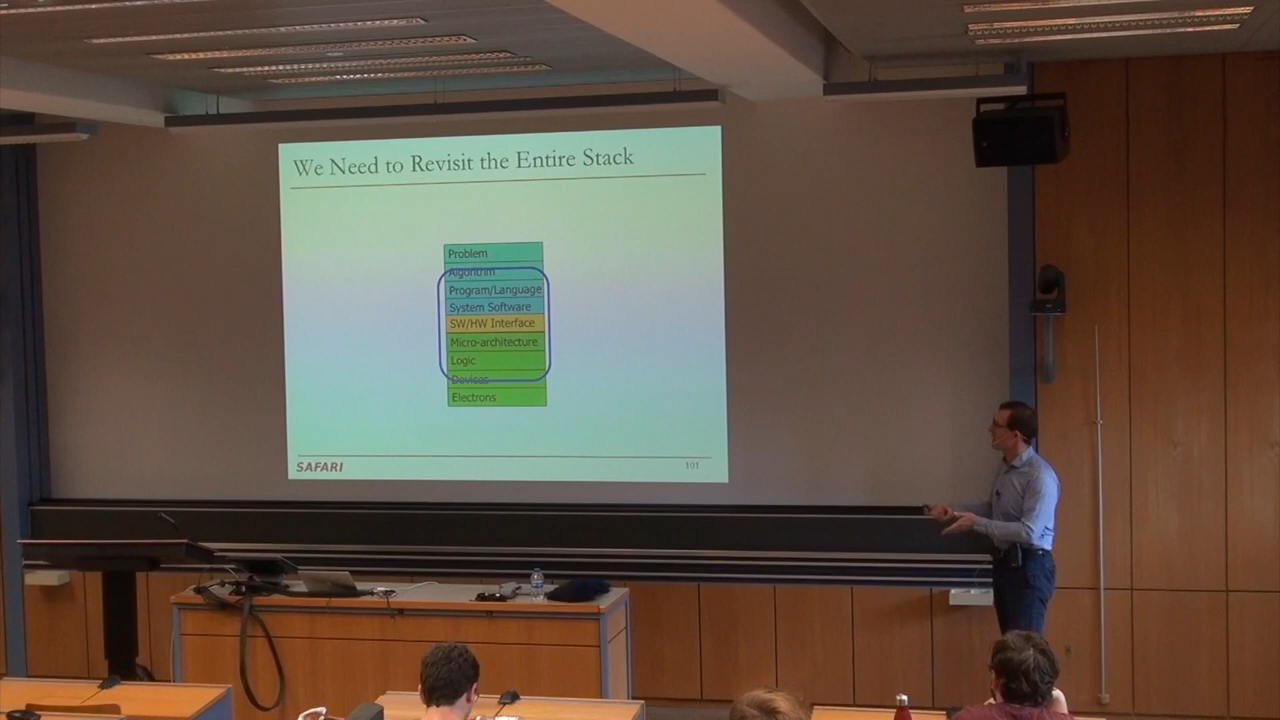 We Need to Revisit the Entire Stack
Problem
Algorithm
Program/Language
System Software
SW/HW Interface
Micro-architecture
Logic
Devices
Electrons
SAFARI
101